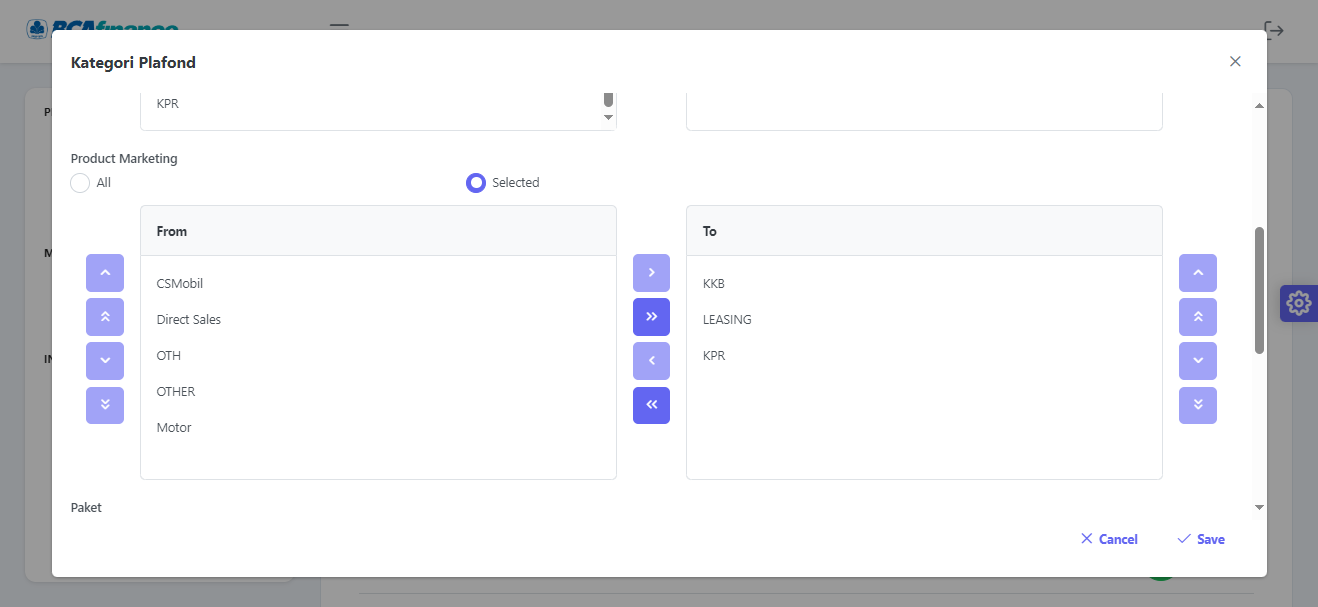 BCAfinance
Kategori Plafond
KPR
Product Marketing
All
Selected
From
To
CSMobil
KKB
Direct Sales
LEASING
OTH
KPR
OTHER
Motor
Paket
Cancel
Save